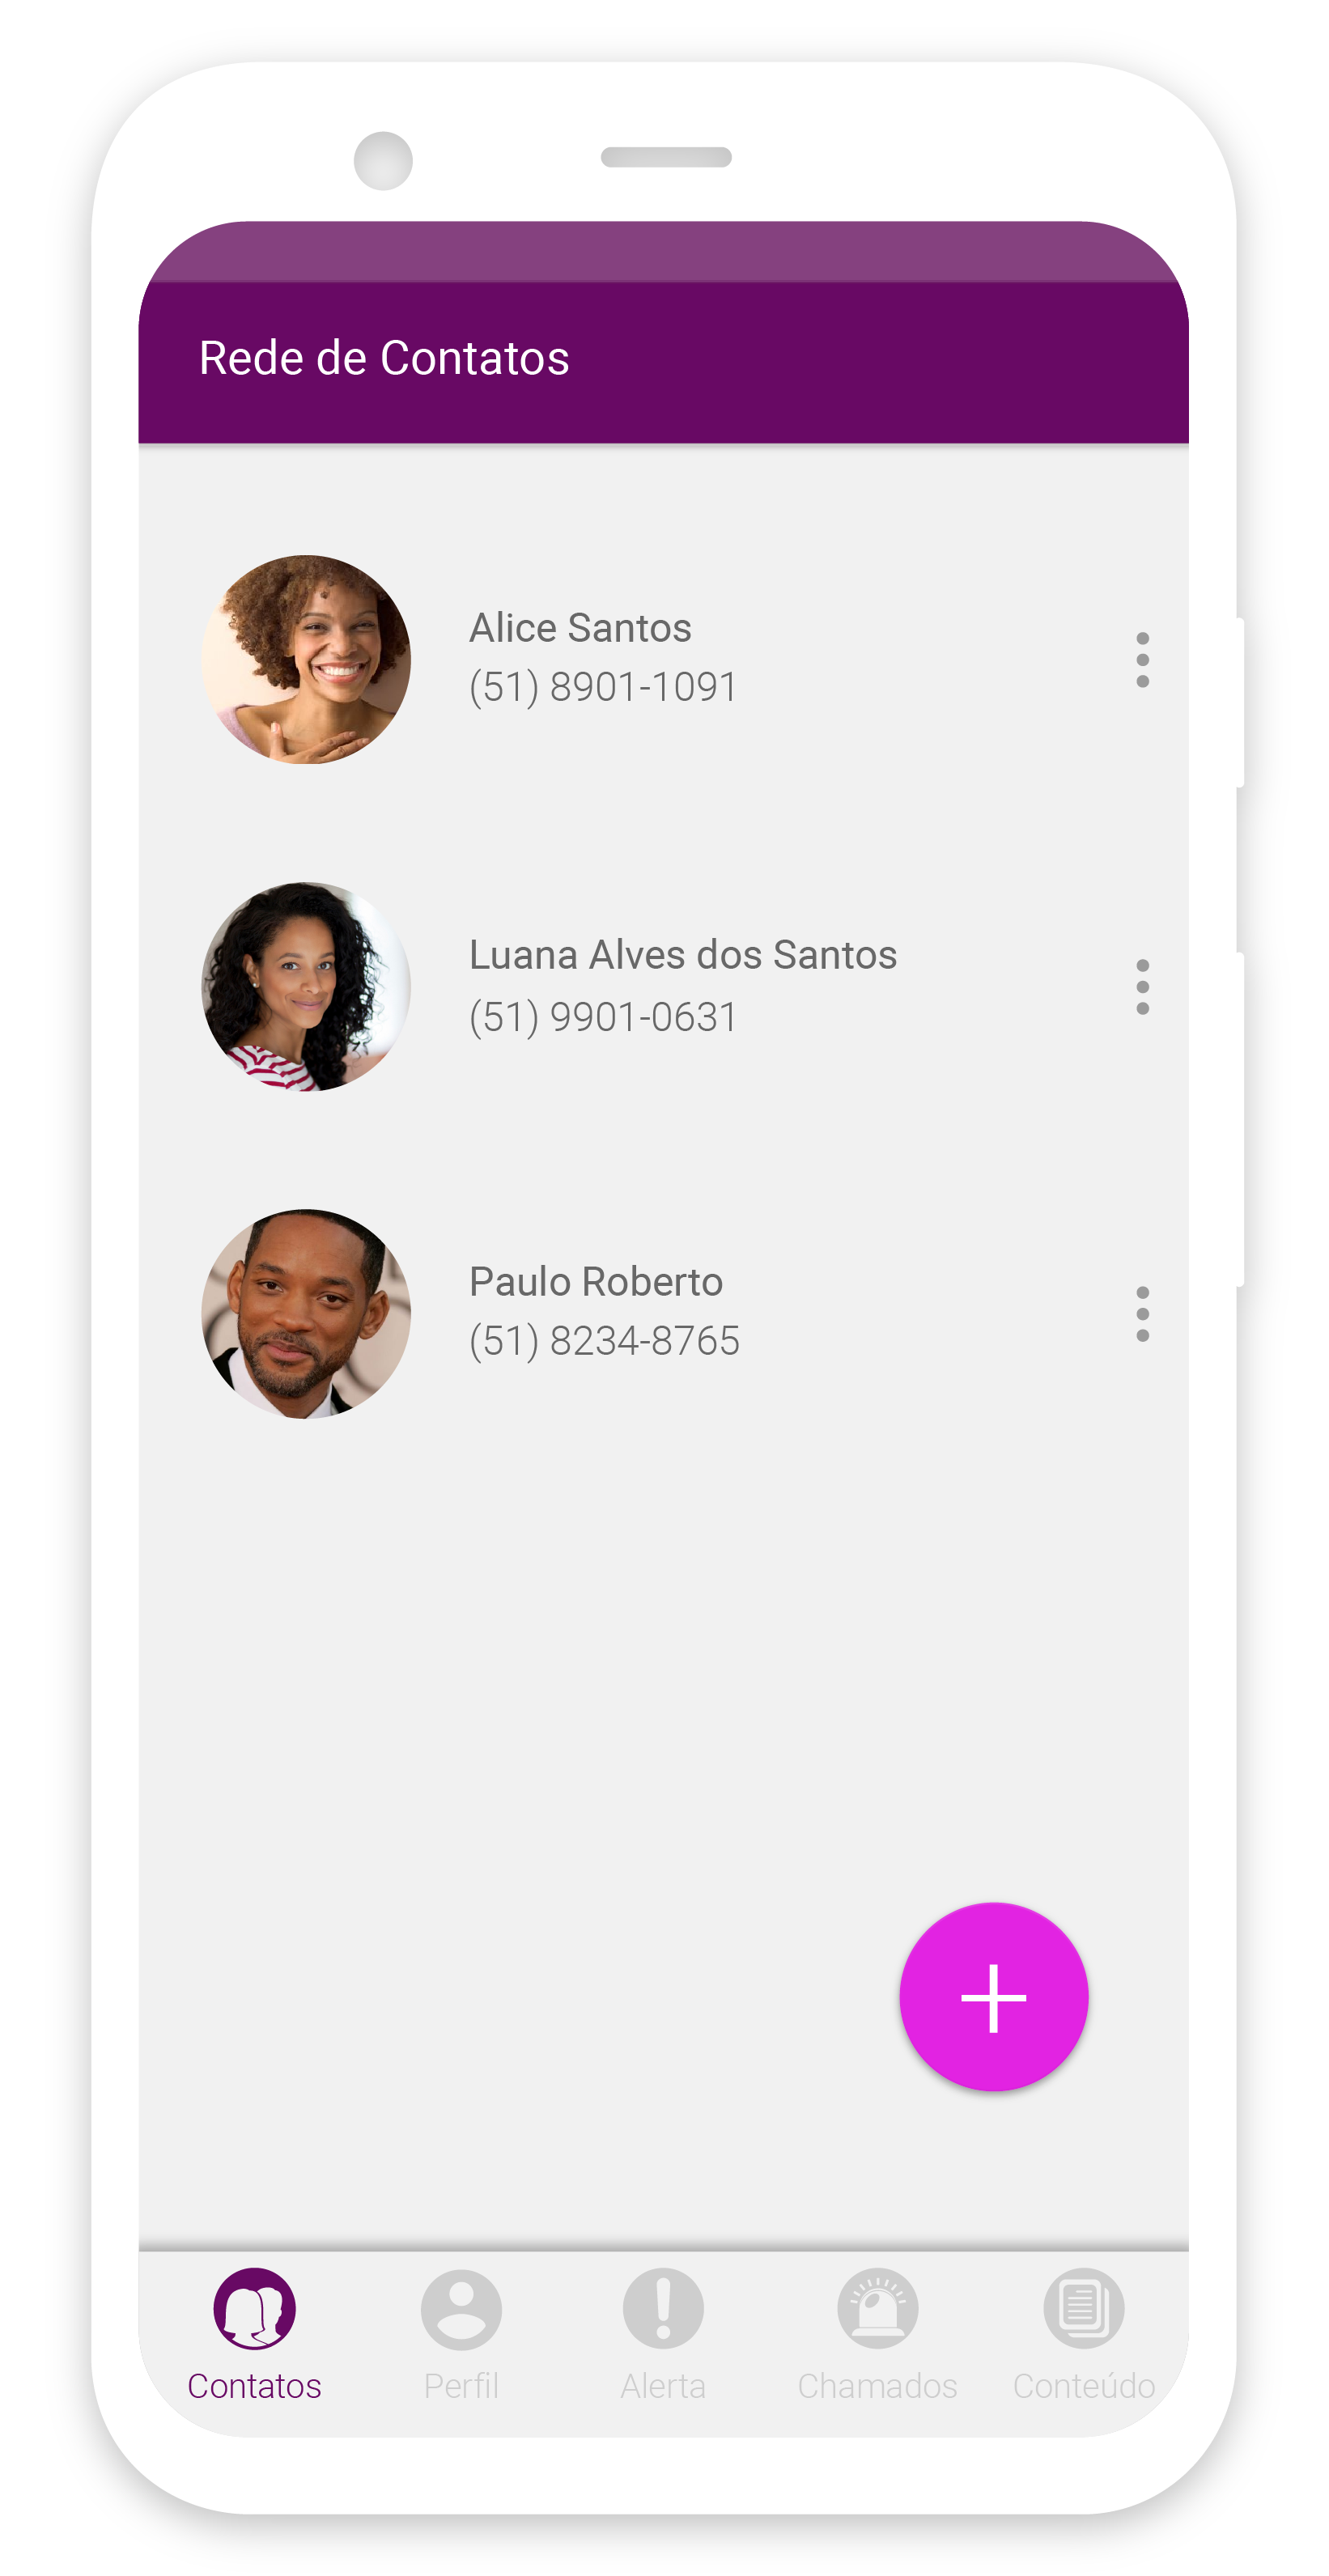 Rede de Contatos
Alice Santos
(51) 8901-1091
Luana Alves dos Santos
(51) 9901-0631
Paulo Roberto
(51) 8234-8765
Contatos Perfil Alerta Chamados Conteúdo